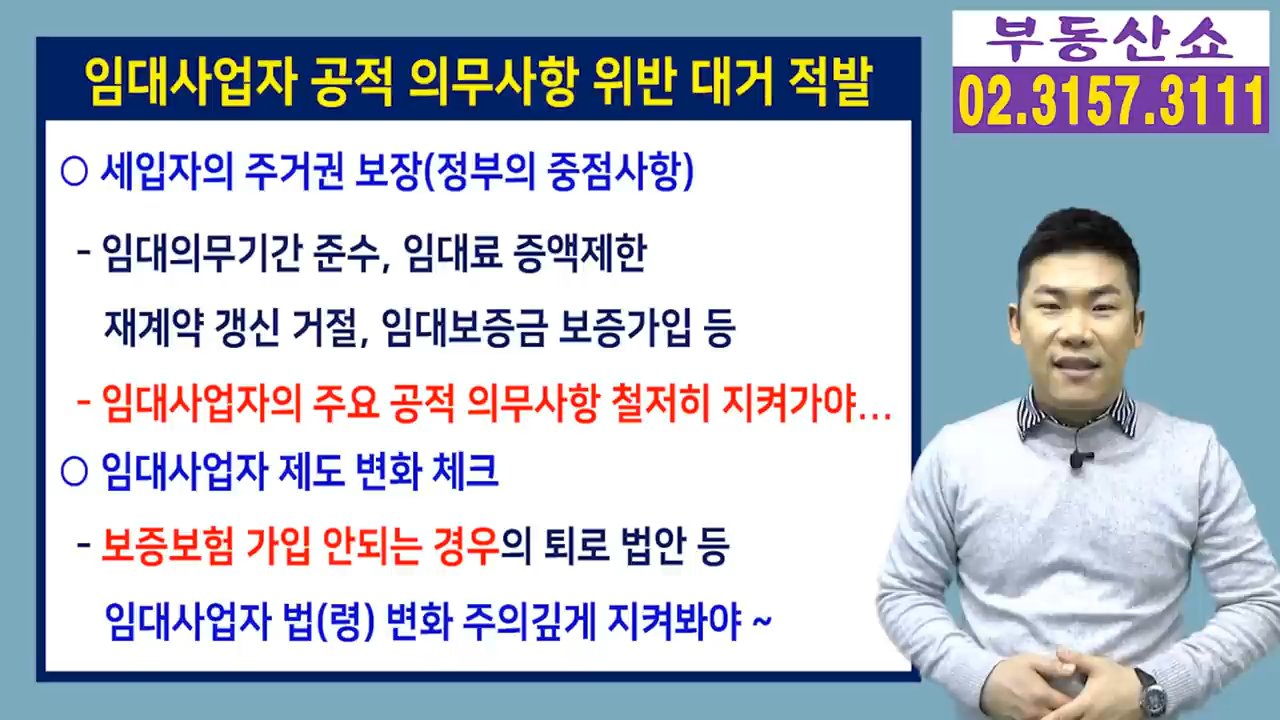 임대사업자 공적 의무사항 위반 대거 적발
부동산쇼
02.3157.3111
○ 세입자의 주거권 보장(정부의 중점사항)
- 임대의무기간 준수, 임대료 증액제한
재계약 갱신 거절, 임대보증금 보증가입 등
- 임대사업자의 주요 공적 의무사항 철저히 지켜가야...
○ 임대사업자 제도 변화 체크
- 보증보험 가입 안되는 경우의 퇴로 법안 등
임대사업자 법(령) 변화 주의깊게 지켜봐야 ~